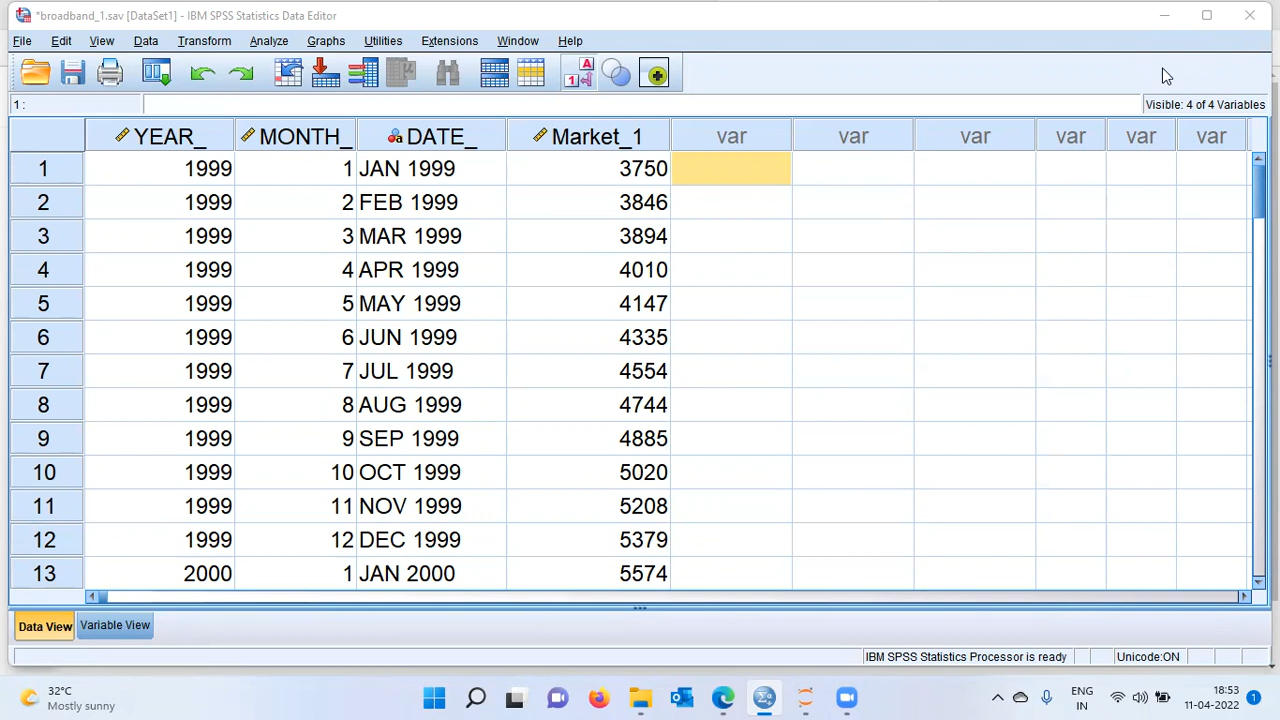 *broadband_1.sav [DataSet1] - IBM SPSS Statistics Data Editor
File Edit View Data Transform Analyze Graphs Utilities Extensions Window Help
1 :
Visible: 4 of 4 Variables
YEAR_ MONTH_ DATE_ Market_1 var var var var var var
1 1999 1 JAN 1999 3750
2 1999 2 FEB 1999 3846
3 1999 3 MAR 1999 3894
4 1999 4 APR 1999 4010
5 1999 5 MAY 1999 4147
6 1999 6 JUN 1999 4335
7 1999 7 JUL 1999 4554
8 1999 8 AUG 1999 4744
9 1999 9 SEP 1999 4885
10 1999 10 OCT 1999 5020
11 1999 11 NOV 1999 5208
12 1999 12 DEC 1999 5379
13 2000 1 JAN 2000 5574
Data View Variable View
IBM SPSS Statistics Processor is ready Unicode:ON
32°C
Mostly sunny
ENG
IN
18:53
11-04-2022
1